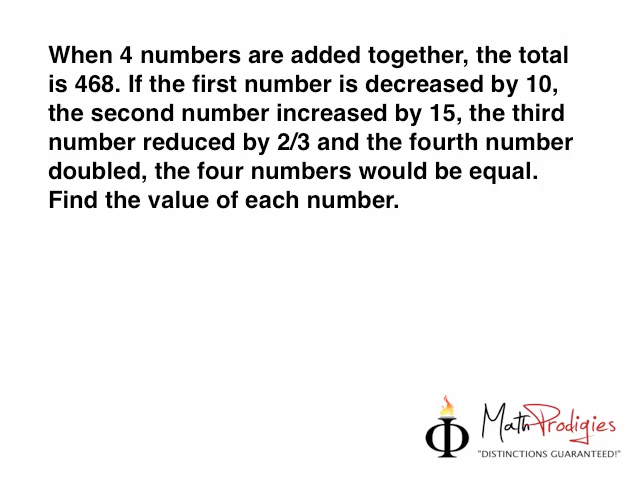 When 4 numbers are added together, the total
is 468. If the first number is decreased by 10,
the second number increased by 15, the third
number reduced by 2/3 and the fourth number
doubled, the four numbers would be equal.
Find the value of each number.
Math Prodigies
"DISTINCTIONS GUARANTEED!"